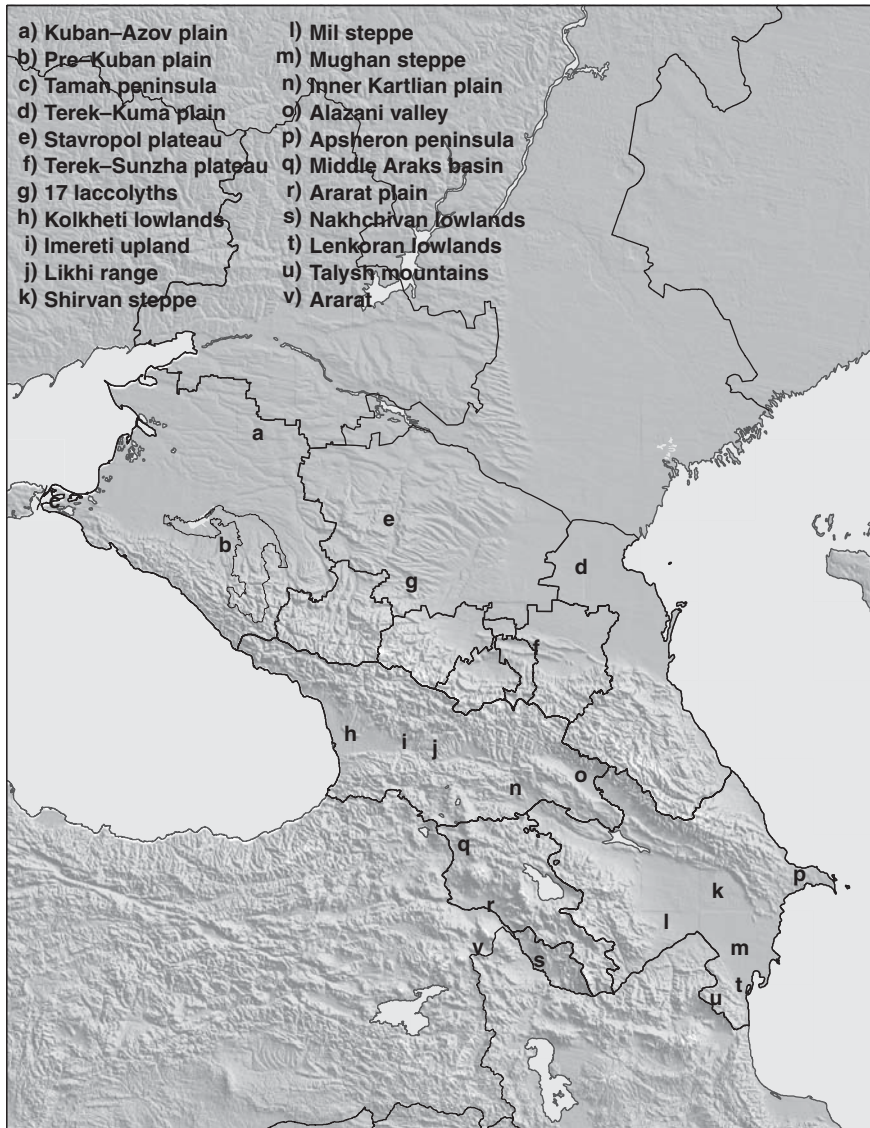 a) Kuban–Azov plain
b) Pre–Kuban plain
c) Taman peninsula
d) Terek–Kuma plain
e) Stavropol plateau
f) Terek–Sunzha plateau
g) 17 laccolyths
h) Kolkheti lowlands
i) Imereti upland
j) Likhi range
k) Shirvan steppe
l) Mil steppe
m) Mughan steppe
n) Inner Kartlian plain
o) Alazani valley
p) Apsheron peninsula
q) Middle Araks basin
r) Ararat plain
s) Nakhchivan lowlands
t) Lenkoran lowlands
u) Talysh mountains
v) Ararat
a
c
e
b
d
g
f
h
i
j
o
n
q
p
k
r
l
v
m
s
t
u